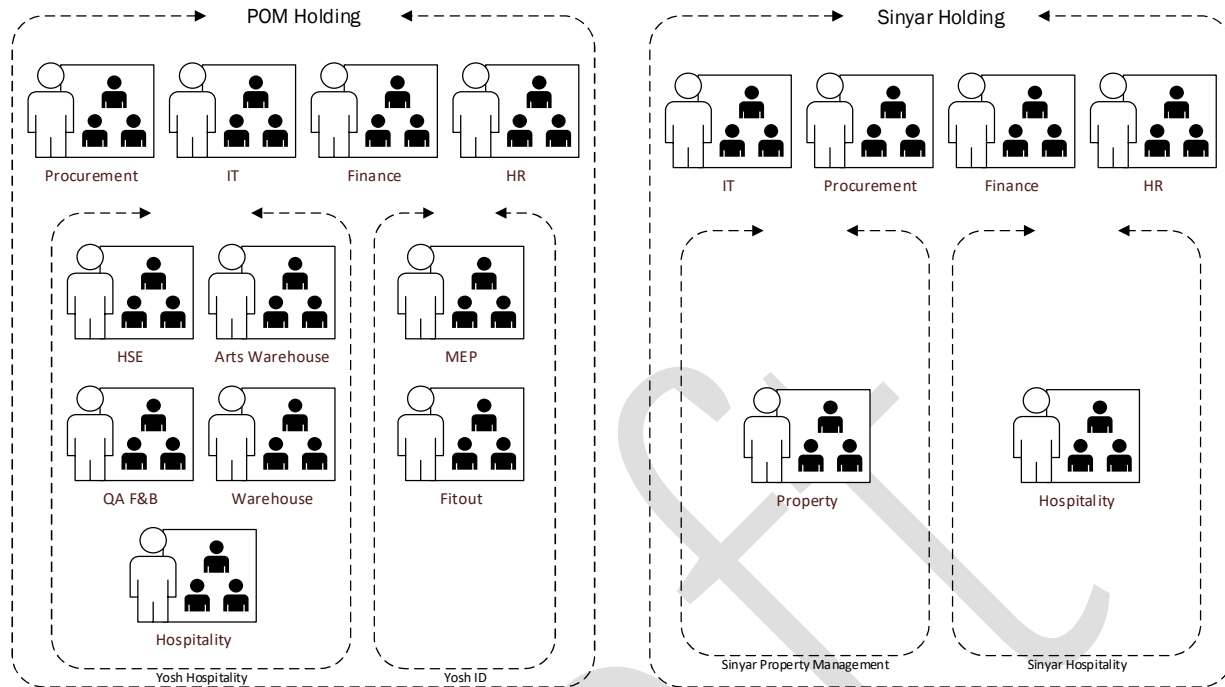 POM Holding
Procurement
IT
Finance
HR
HSE
Arts Warehouse
QA F&B
Warehouse
Hospitality
Yosh Hospitality
MEP
Fitout
Yosh ID
Sinyar Holding
IT
Procurement
Finance
HR
Property
Sinyar Property Management
Hospitality
Sinyar Hospitality